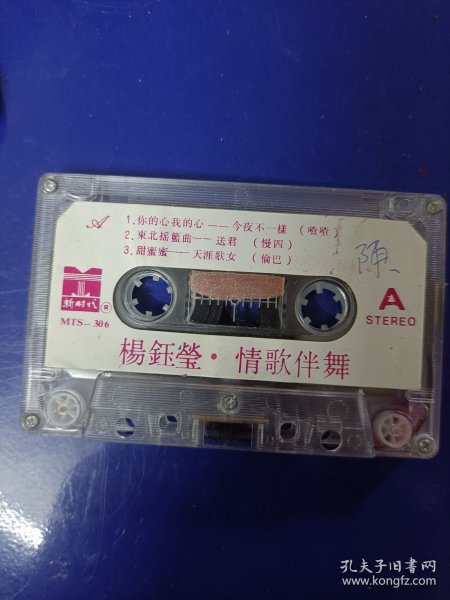 A
1.你的心我的心——今夜不一樣（喳喳）
2.東北摇籃曲——送君（慢四）
3.甜蜜蜜——天涯歌女（倫巴）
陳
新时代 ®
MTS-306
A
STEREO
楊鈺瑩·情歌伴舞
孔夫子旧书网
www.kongfz.com